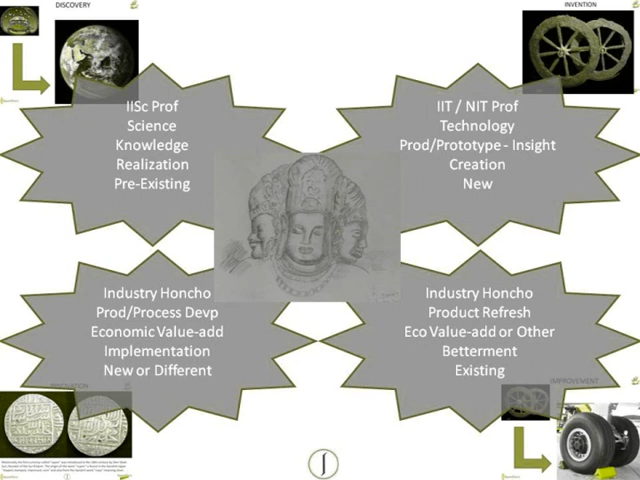 DISCOVERY
INVENTION
IISc Prof
Science
Knowledge
Realization
Pre-Existing
IIT / NIT Prof
Technology
Prod/Prototype - Insight
Creation
New
Industry Honcho
Prod/Process Devp
Economic Value-add
Implementation
New or Different
Industry Honcho
Product Refresh
Eco Value-add or Other
Betterment
Existing
INNOVATION
IMPROVEMENT